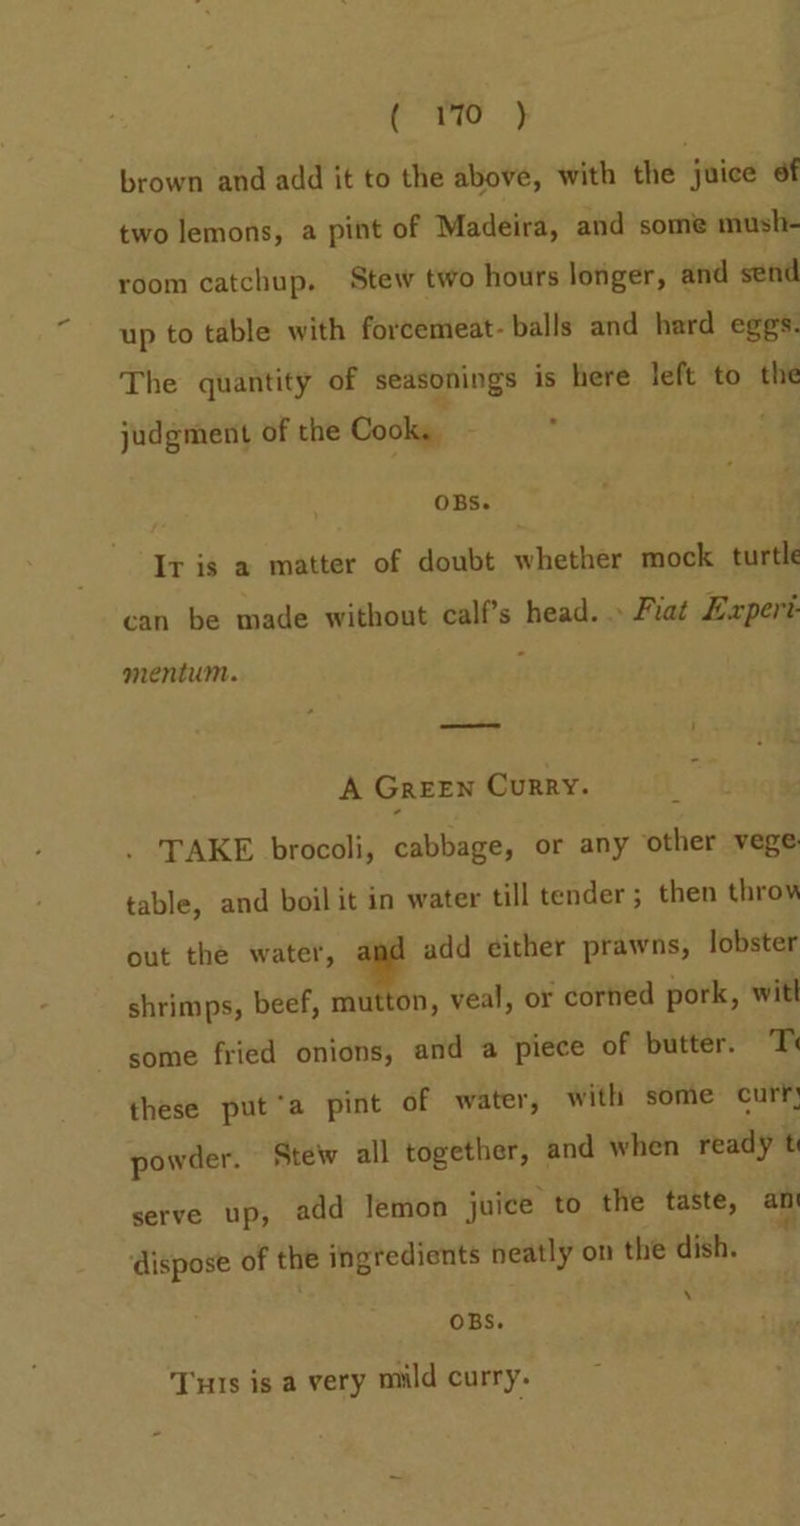 ( 170 )
brown and add it to the above, with the juice of
two lemons, a pint of Madeira, and some mush-
room catchup. Stew two hours longer, and send
up to table with forcemeat-balls and hard eggs.
The quantity of seasonings is here left to the
judgment of the Cook.
OBS.
It is a matter of doubt whether mock turtle
can be made without calf's head. Fiat Experi-
mentum.
A Green Curry.
TAKE brocoli, cabbage, or any other vege-
table, and boil it in water till tender; then throw
out the water, and add either prawns, lobster
shrimps, beef, mutton, veal, or corned pork, wit
some fried onions, and a piece of butter. T
these put a pint of water, with some curr
powder. Stew all together, and when ready t
serve up, add lemon juice to the taste, an
dispose of the ingredients neatly on the dish.
OBS.
This is a very mild curry.